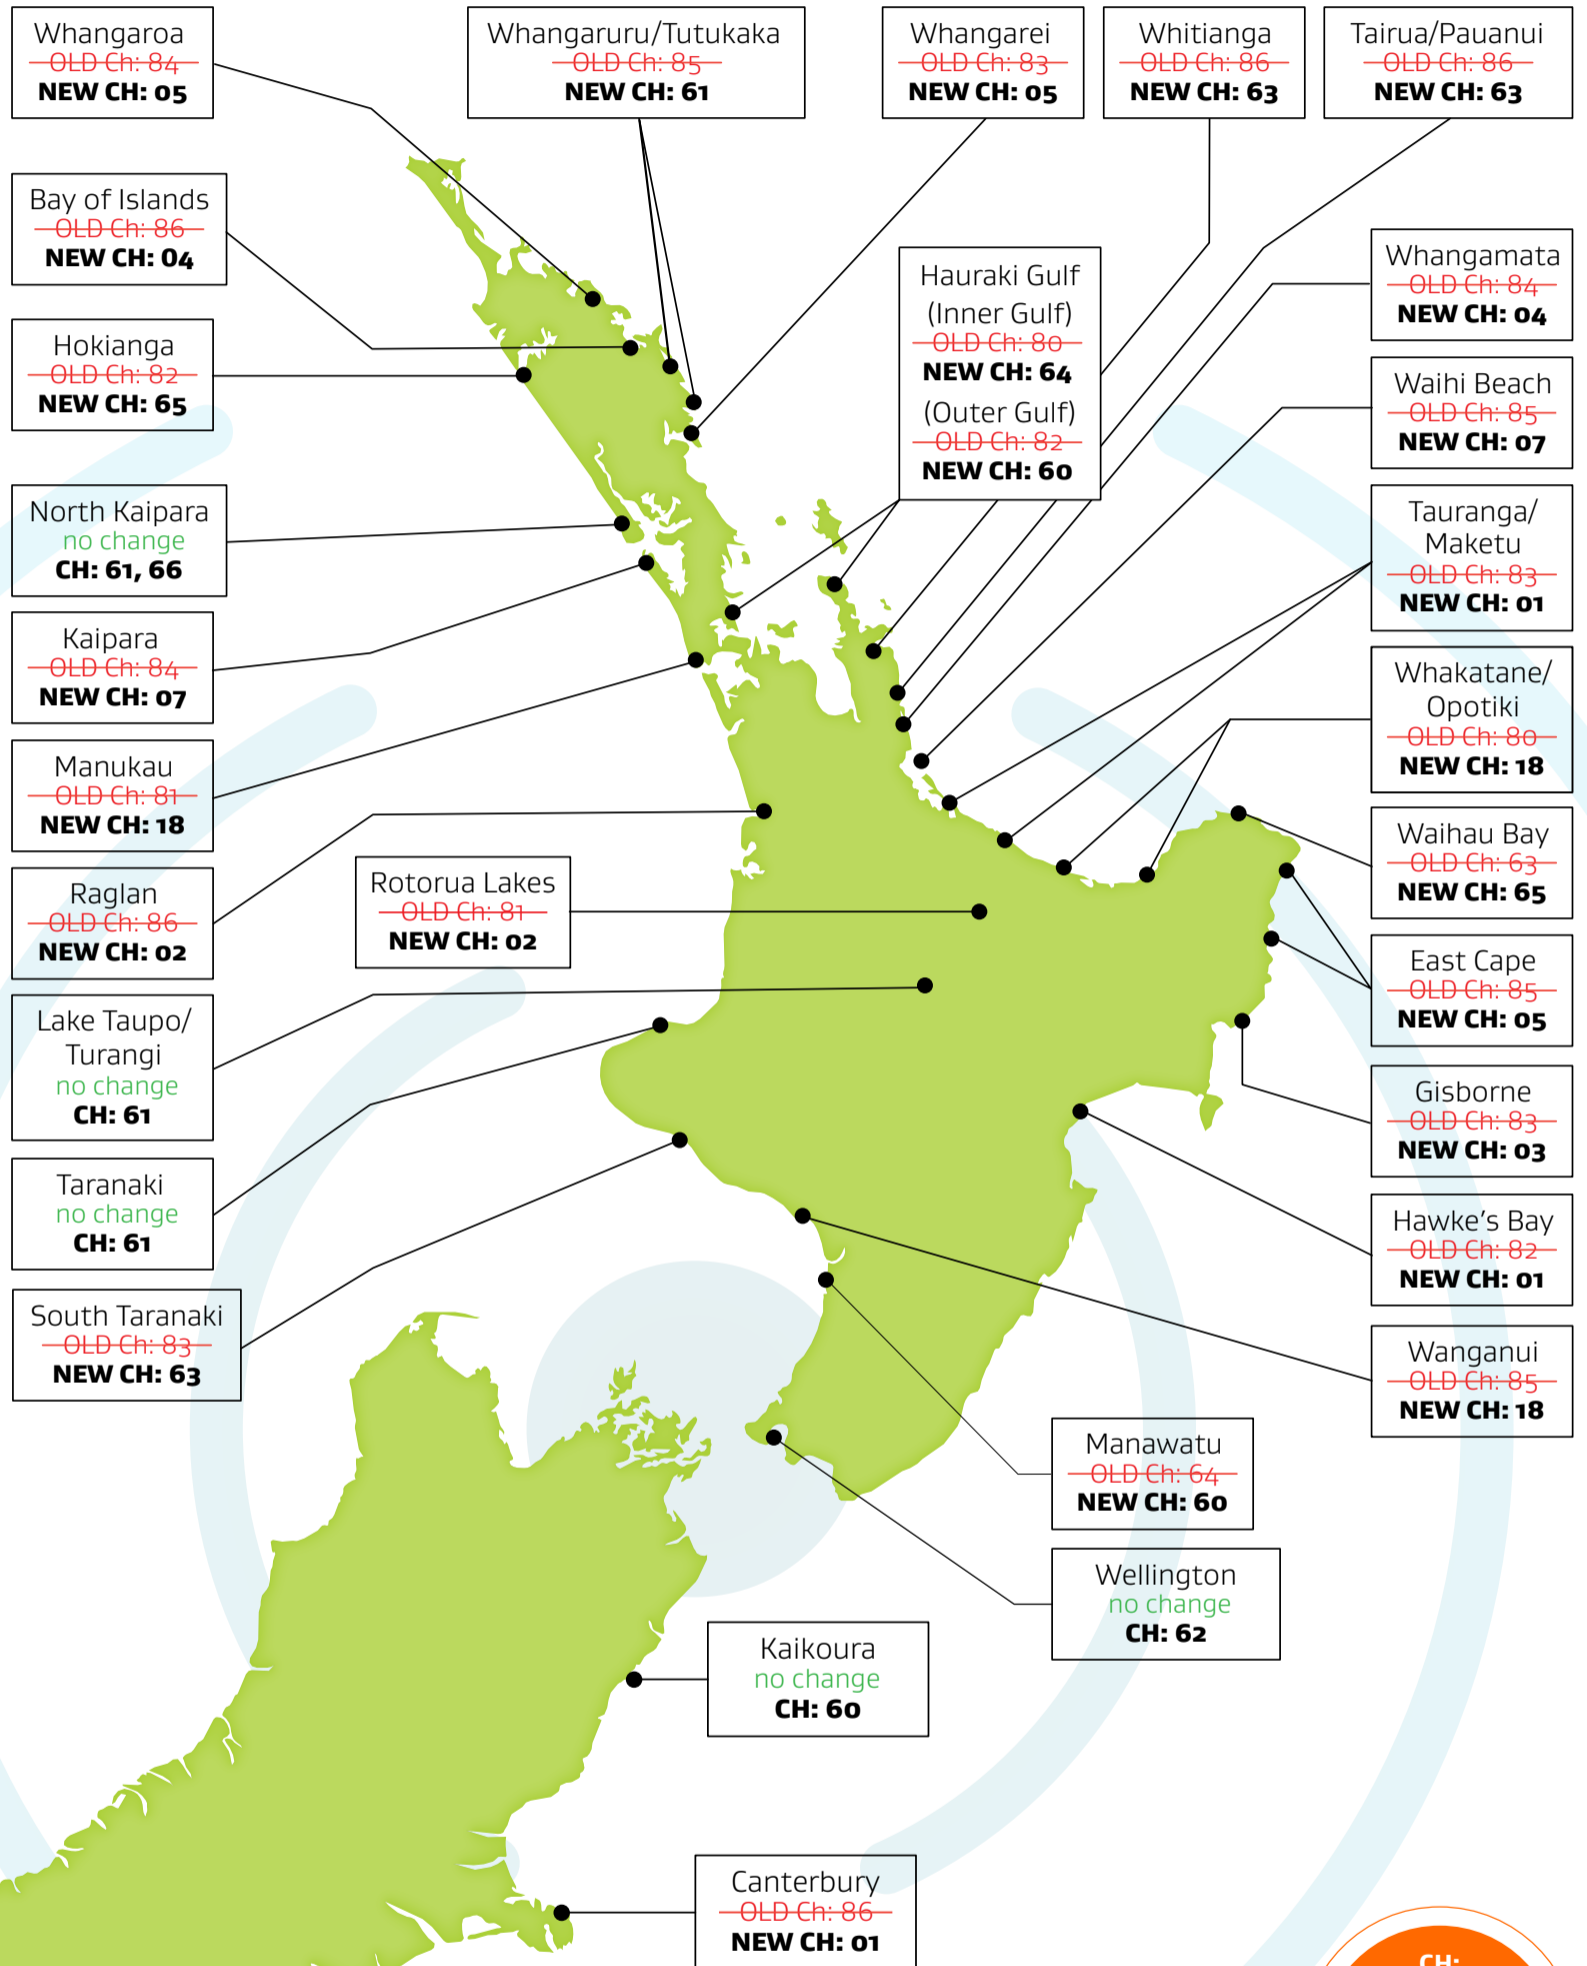 Whangaroa
OLD Ch: 84
NEW CH: 05
Whangaruru/Tutukaka
OLD Ch: 85
NEW CH: 61
Whangarei
OLD Ch: 83
NEW CH: 05
Whitianga
OLD Ch: 86
NEW CH: 63
Tairua/Pauanui
OLD Ch: 86
NEW CH: 63
Bay of Islands
OLD Ch: 86
NEW CH: 04
Hokianga
OLD Ch: 82
NEW CH: 65
North Kaipara
no change
CH: 61, 66
Kaipara
OLD Ch: 84
NEW CH: 07
Manukau
OLD Ch: 81
NEW CH: 18
Raglan
OLD Ch: 86
NEW CH: 02
Lake Taupo/
Turangi
no change
CH: 61
Taranaki
no change
CH: 61
South Taranaki
OLD Ch: 83
NEW CH: 63
Rotorua Lakes
OLD Ch: 81
NEW CH: 02
Hauraki Gulf
(Inner Gulf)
OLD Ch: 80
NEW CH: 64
(Outer Gulf)
OLD Ch: 82
NEW CH: 60
Whangamata
OLD Ch: 84
NEW CH: 04
Waihi Beach
OLD Ch: 85
NEW CH: 07
Tauranga/
Maketu
OLD Ch: 83
NEW CH: 01
Whakatane/
Opotiki
OLD Ch: 80
NEW CH: 18
Waihau Bay
OLD Ch: 63
NEW CH: 65
East Cape
OLD Ch: 85
NEW CH: 05
Gisborne
OLD Ch: 83
NEW CH: 03
Hawke's Bay
OLD Ch: 82
NEW CH: 01
Wanganui
OLD Ch: 85
NEW CH: 18
Manawatu
OLD Ch: 64
NEW CH: 60
Wellington
no change
CH: 62
Kaikoura
no change
CH: 60
Canterbury
OLD Ch: 86
NEW CH: 01
CH: